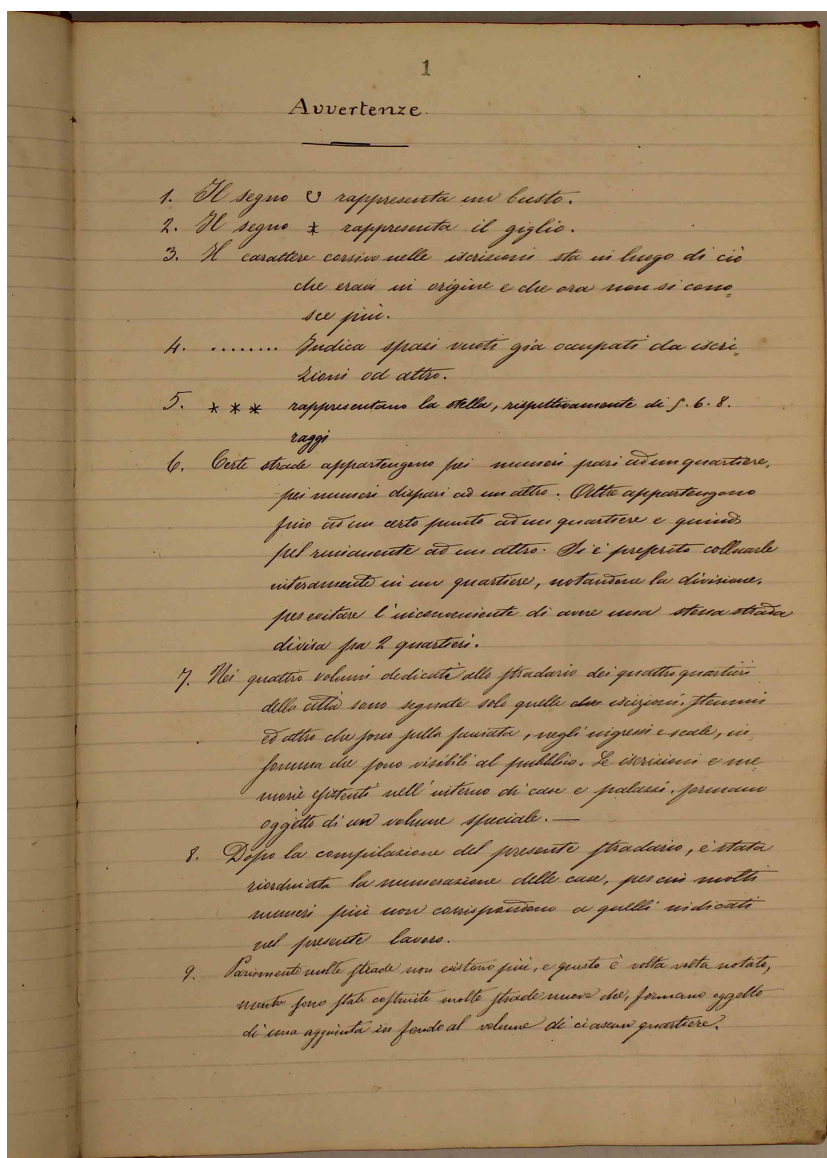 1
Avvertenze.
1. Il segno ℧ rappresenta un busto.
2. Il segno * rappresenta il giglio.
3. Il carattere corsivo nelle iscrizioni sta in luogo di ciò
che eravi in origine e che ora non si cono=
sce più.
4. ........ Indica spazi vuoti già occupati da iscri=
zioni od altro.
5. * * * rappresentano la stella, rispettivamente di 5. 6. 8.
raggi
6. Certe strade appartengono pei numeri pari ad un quartiere,
pei numeri dispari ad un altro. Altre appartengono
fino ad un certo punto ad un quartiere e quindi
pel rimanente ad un altro. Si è preferito collocarle
interamente in un quartiere, notandone la divisione,
per evitare l'inconveniente di avere una stessa strada
divisa fra 2 quartieri.
7. Nei quattro volumi dedicati allo stradario dei quattro quartieri
della città sono segnate solo quelle iscrizioni, stemmi
ed altro che sono sulla facciata, negli ingressi e scale, in=
somma che sono visibili al pubblico. Le iscrizioni e me=
morie esistenti nell'interno di case e palazzi, formano
oggetto di un volume speciale. —
8. Dopo la compilazione del presente stradario, è stata
riordinata la numerazione delle case, per cui molti
numeri più non corrispondono a quelli indicati
nel presente lavoro.
9. Parimente molte strade non esistono più, e questo è volta volta notato,
mentre sono state costruite molte strade nuove che, formano oggetto
di una aggiunta in fondo al volume di ciascun quartiere.